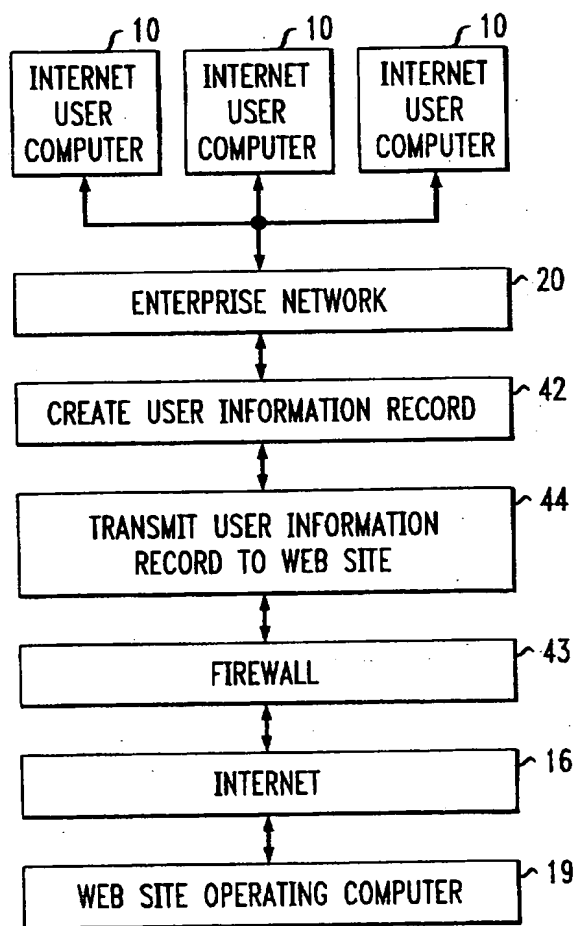 10
10
10
INTERNET
USER
COMPUTER
INTERNET
USER
COMPUTER
INTERNET
USER
COMPUTER
20
ENTERPRISE NETWORK
42
CREATE USER INFORMATION RECORD
44
TRANSMIT USER INFORMATION
RECORD TO WEB SITE
43
FIREWALL
16
INTERNET
19
WEB SITE OPERATING COMPUTER